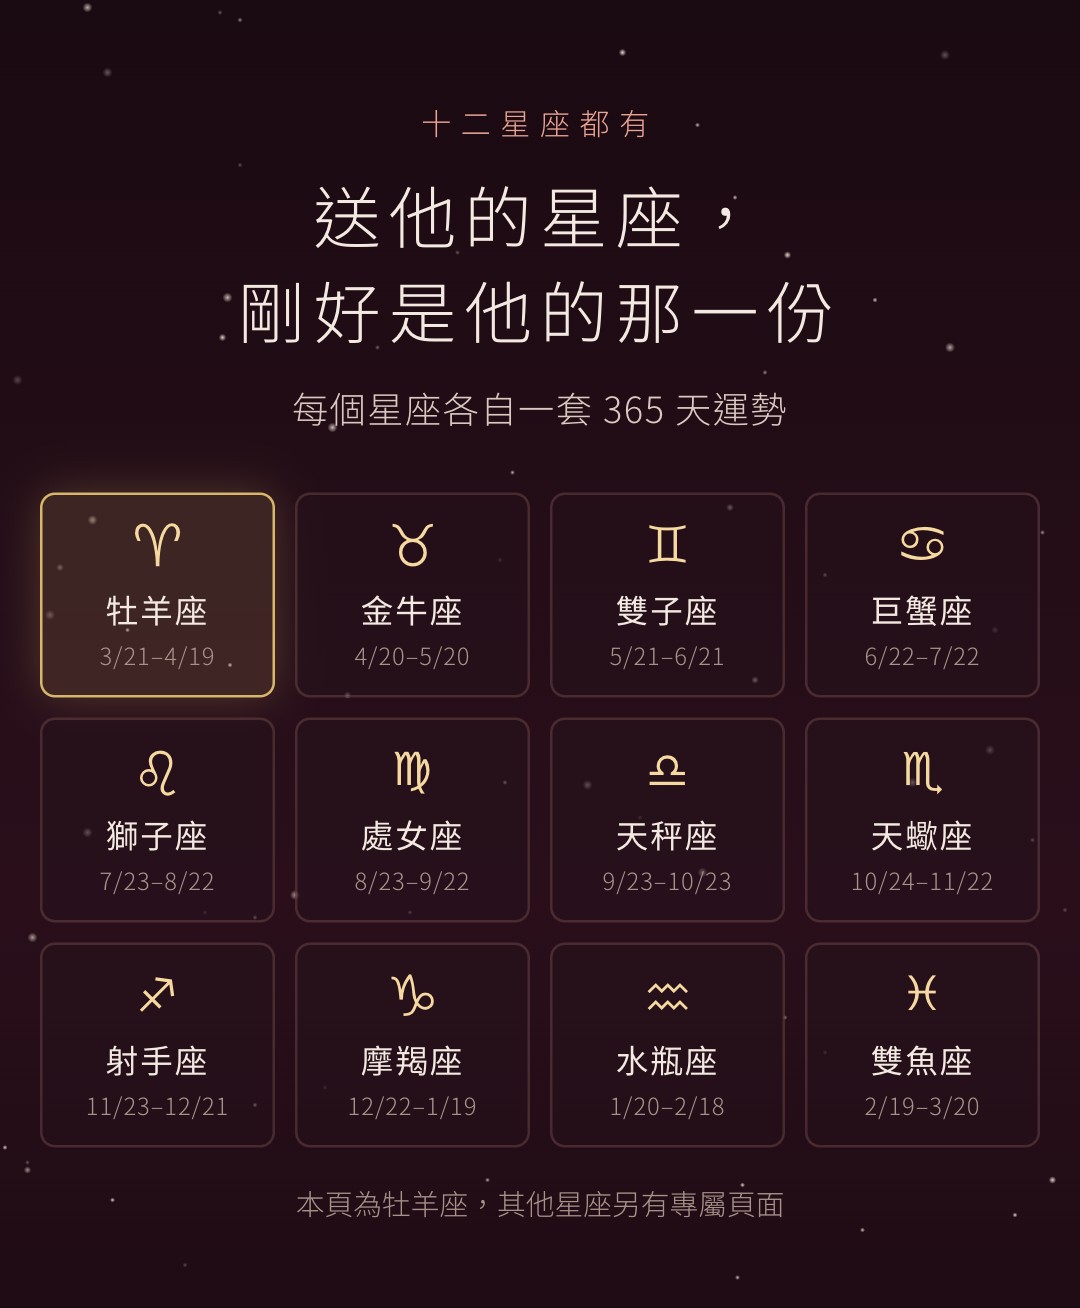 十二星座都有
送他的星座，
剛好是他的那一份
每個星座各自一套 365 天運勢
♈
牡羊座
3/21–4/19
♉
金牛座
4/20–5/20
♊
雙子座
5/21–6/21
♋
巨蟹座
6/22–7/22
♌
獅子座
7/23–8/22
♍
處女座
8/23–9/22
♎
天秤座
9/23–10/23
♏
天蠍座
10/24–11/22
♐
射手座
11/23–12/21
♑
摩羯座
12/22–1/19
♒
水瓶座
1/20–2/18
♓
雙魚座
2/19–3/20
本頁為牡羊座，其他星座另有專屬頁面